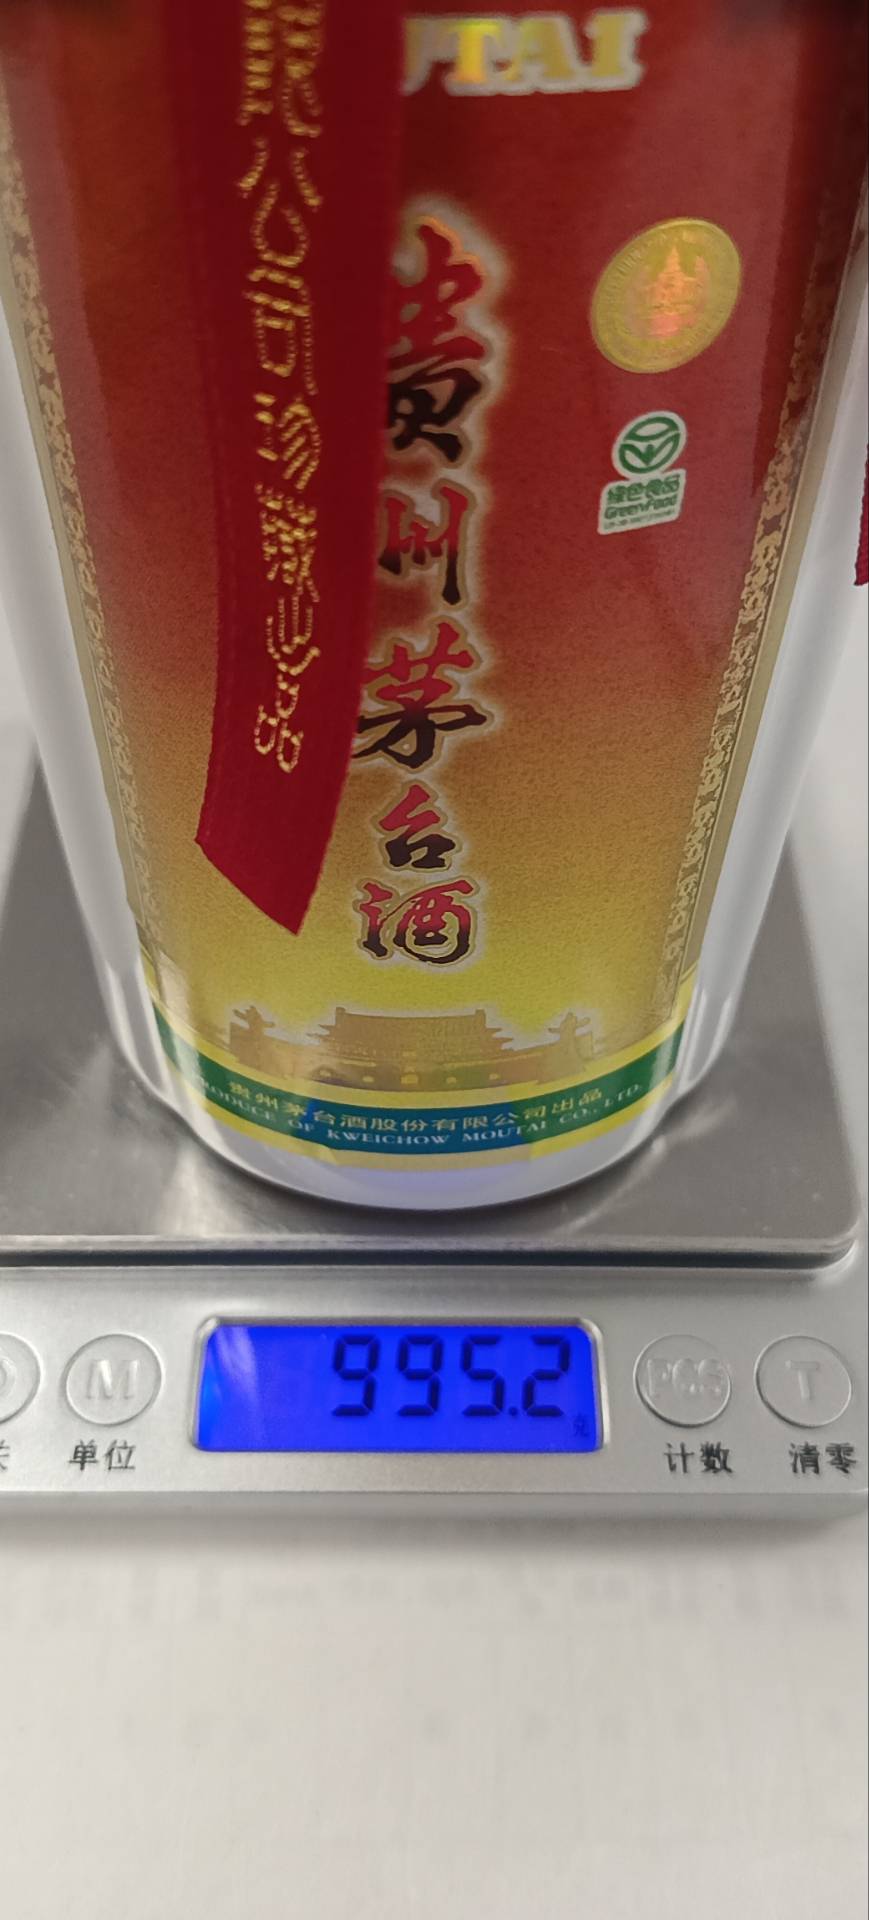 UTAI
贵
州
茅
台
酒
绿色食品
GreenFood
贵州茅台酒股份有限公司出品
PRODUCE OF KWEICHOW MOUTAI CO., LTD.
995.2
克
M
PCS
T
单位
计数
清零